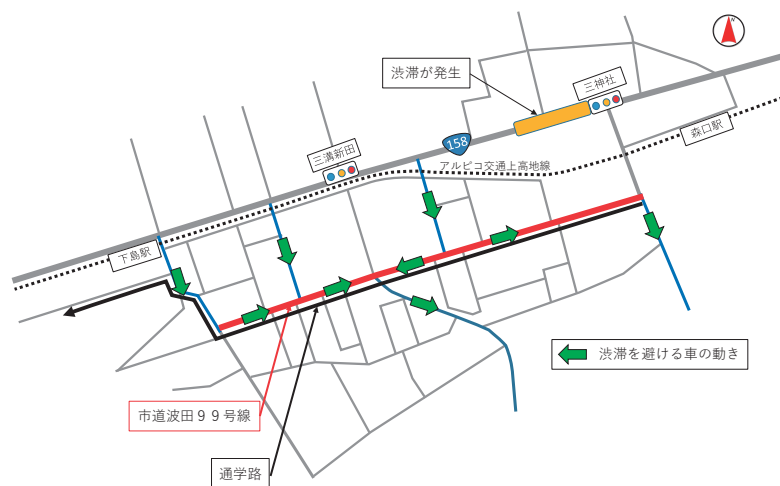 N
渋滞が発生
三神社
森口駅
158
三溝新田
アルピコ交通上高地線
下島駅
渋滞を避ける車の動き
市道波田99号線
通学路